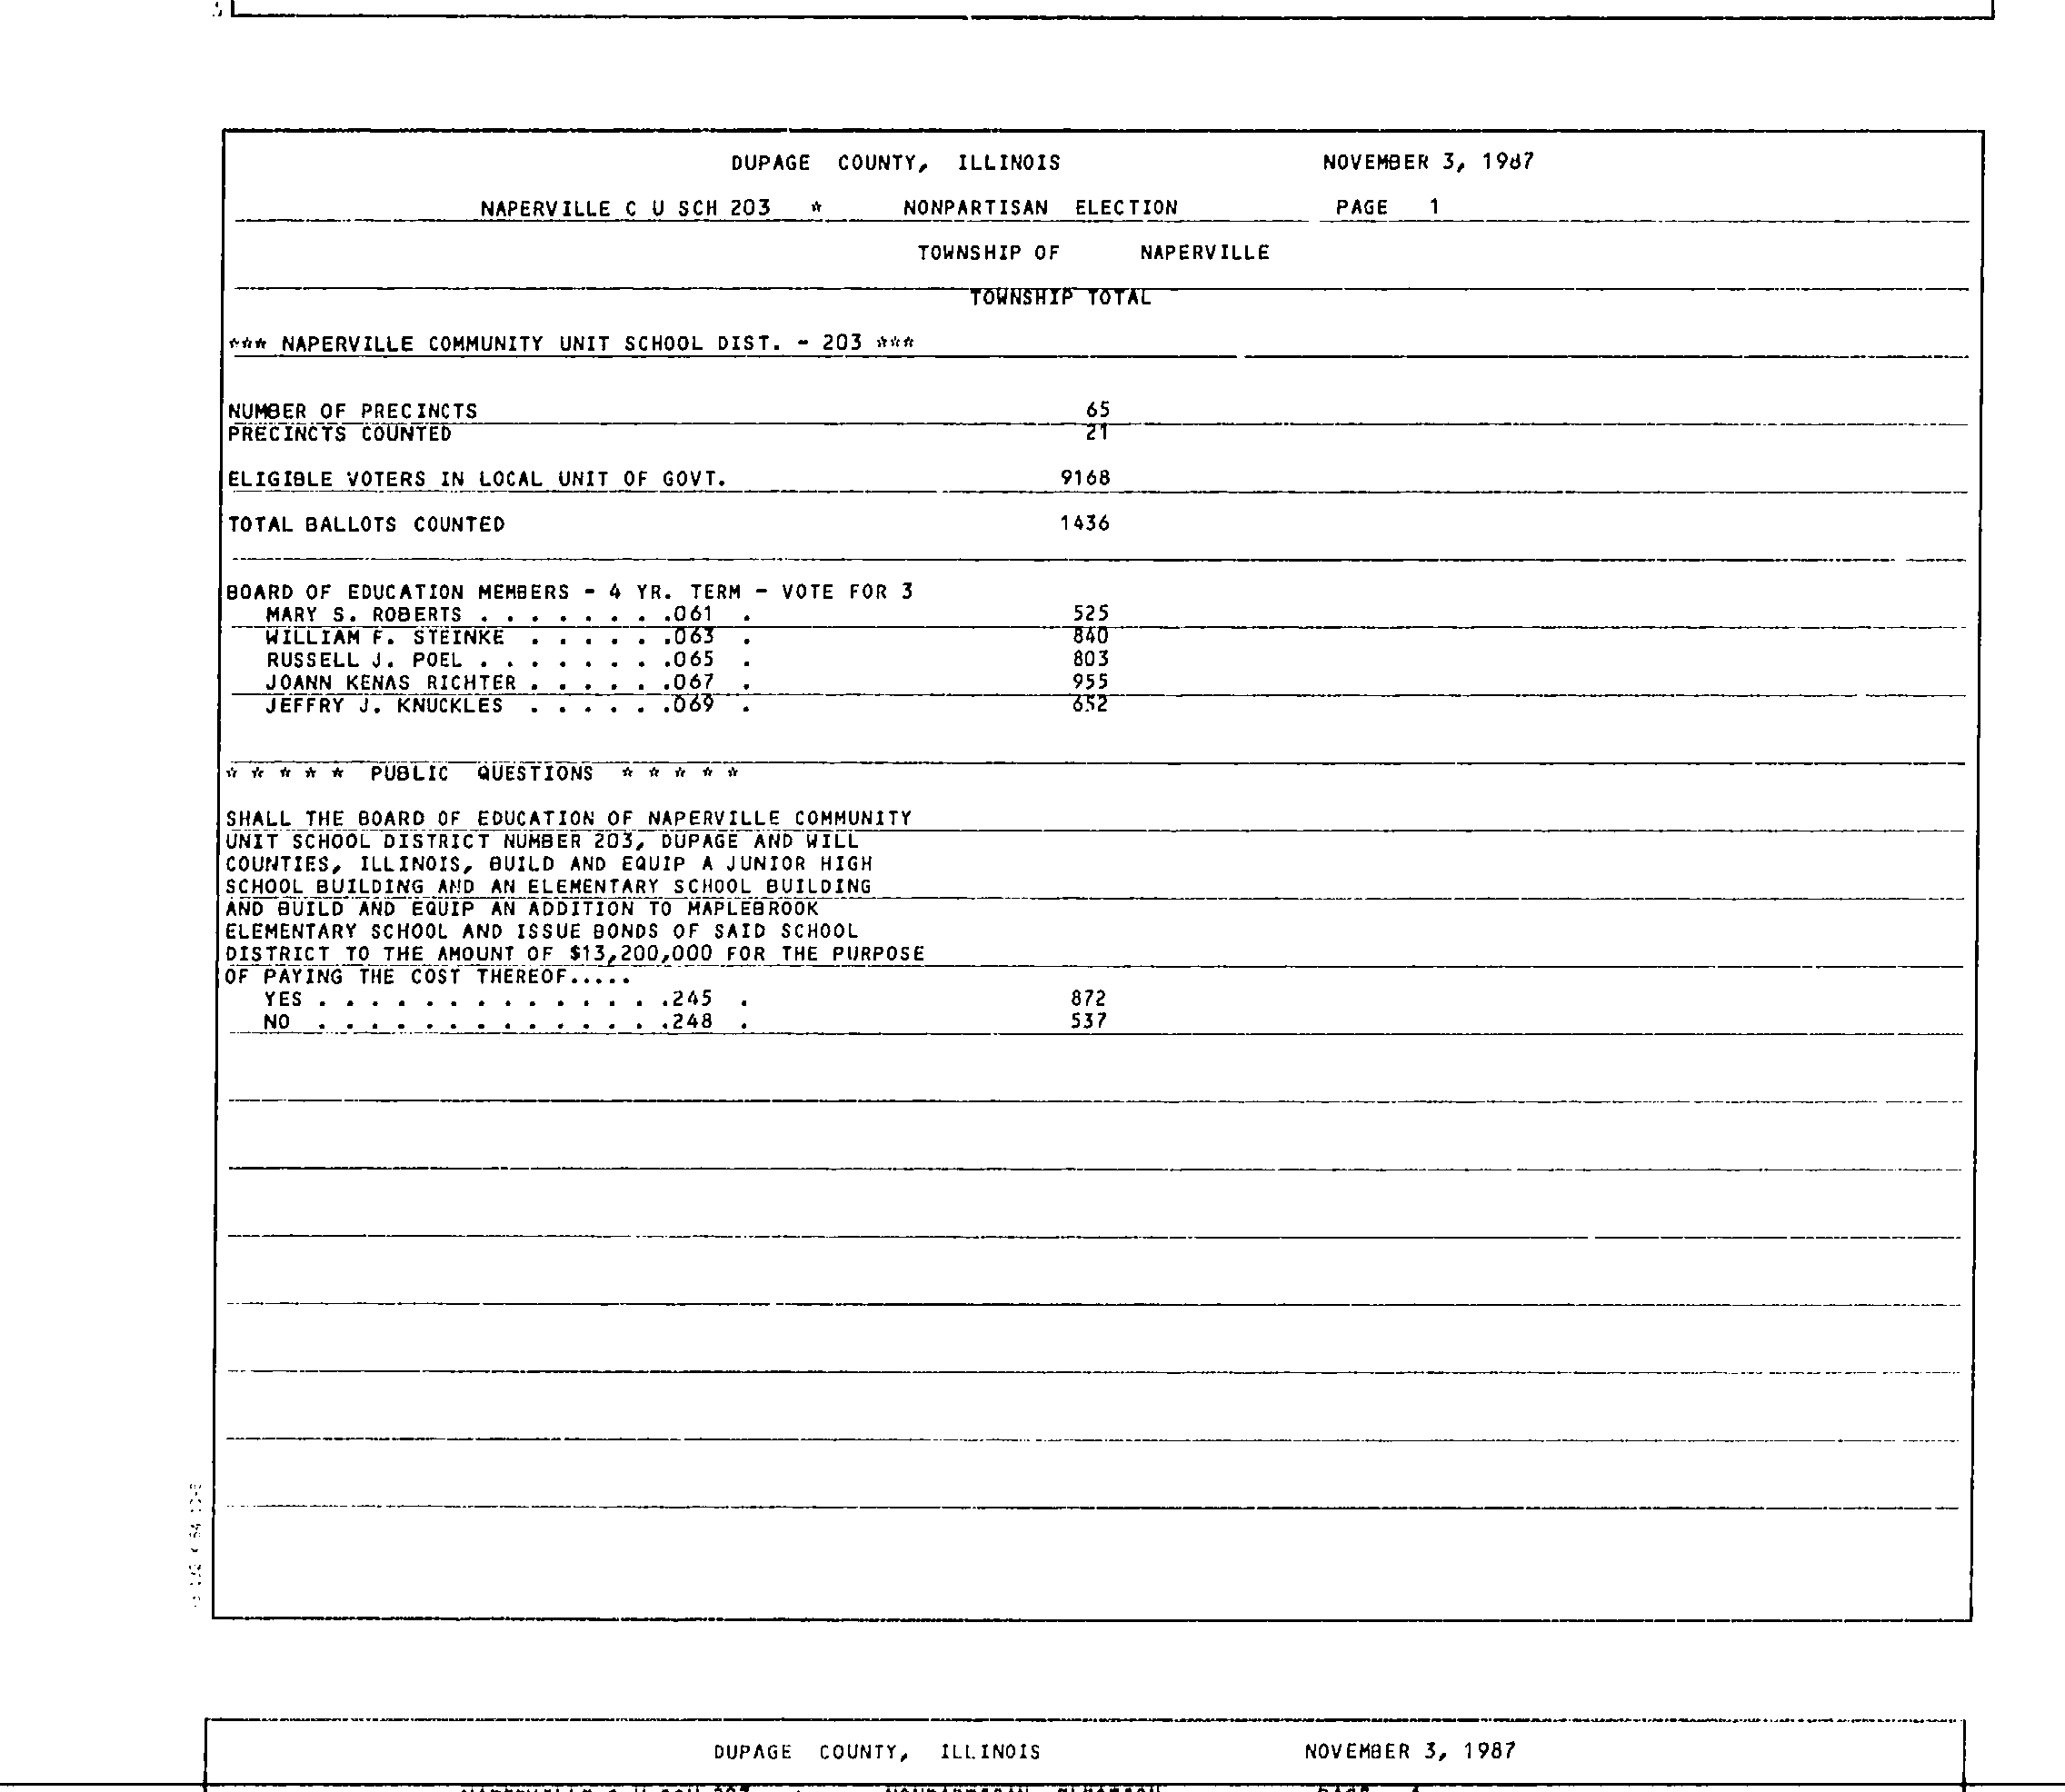 DUPAGE COUNTY, ILLINOIS NOVEMBER 3, 1987
NAPERVILLE C U SCH 203 * NONPARTISAN ELECTION PAGE 1
TOWNSHIP OF NAPERVILLE
TOWNSHIP TOTAL
*** NAPERVILLE COMMUNITY UNIT SCHOOL DIST. - 203 ***
NUMBER OF PRECINCTS 65
PRECINCTS COUNTED 21
ELIGIBLE VOTERS IN LOCAL UNIT OF GOVT. 9168
TOTAL BALLOTS COUNTED 1436
BOARD OF EDUCATION MEMBERS - 4 YR. TERM - VOTE FOR 3
MARY S. ROBERTS . . . . . . . .061 . 525
WILLIAM F. STEINKE . . . . . .063 . 840
RUSSELL J. POEL . . . . . . . .065 . 803
JOANN KENAS RICHTER . . . . . .067 . 955
JEFFRY J. KNUCKLES . . . . . .069 . 652
* * * * * PUBLIC QUESTIONS * * * * *
SHALL THE BOARD OF EDUCATION OF NAPERVILLE COMMUNITY
UNIT SCHOOL DISTRICT NUMBER 203, DUPAGE AND WILL
COUNTIES, ILLINOIS, BUILD AND EQUIP A JUNIOR HIGH
SCHOOL BUILDING AND AN ELEMENTARY SCHOOL BUILDING
AND BUILD AND EQUIP AN ADDITION TO MAPLEBROOK
ELEMENTARY SCHOOL AND ISSUE BONDS OF SAID SCHOOL
DISTRICT TO THE AMOUNT OF $13,200,000 FOR THE PURPOSE
OF PAYING THE COST THEREOF.....
YES . . . . . . . . . . . . . .245 . 872
NO . . . . . . . . . . . . . .248 . 537
DUPAGE COUNTY, ILLINOIS NOVEMBER 3, 1987